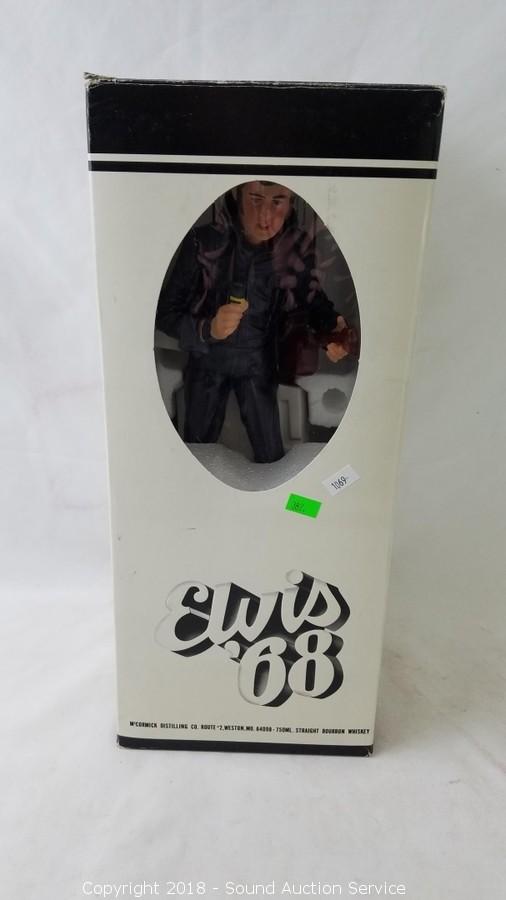 1069
Elvis
'68
McCORMICK DISTILLING CO. ROUTE #2, WESTON, MO. 64098 - 750ML. STRAIGHT BOURBON WHISKEY
Copyright 2018 - Sound Auction Service